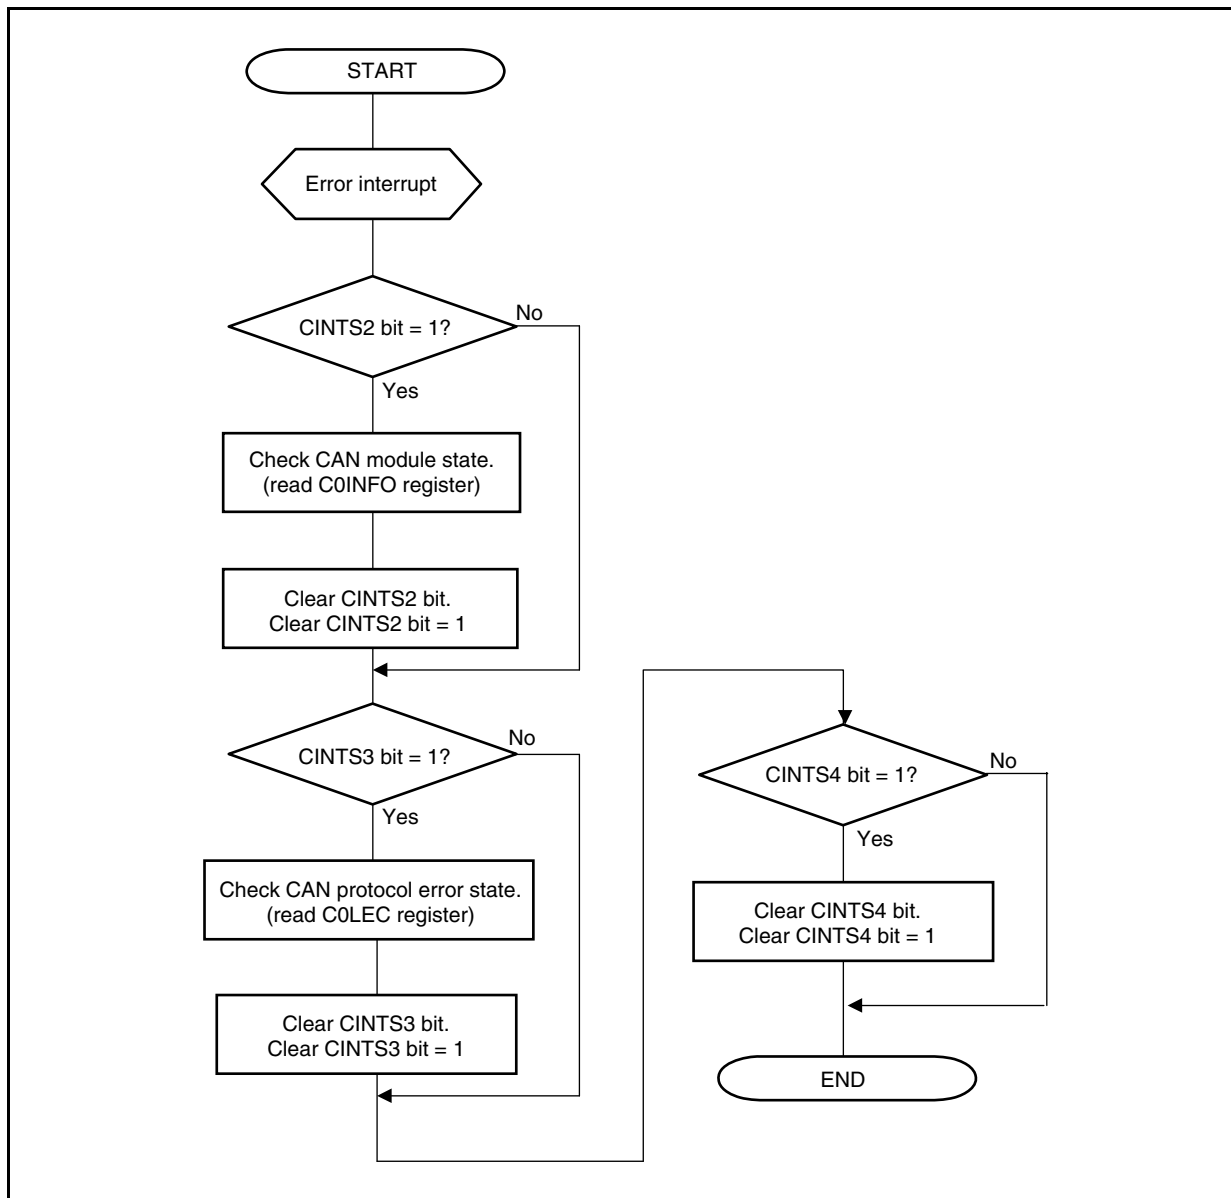 START
Error interrupt
CINTS2 bit = 1?
No
Yes
Check CAN module state.
(read C0INFO register)
Clear CINTS2 bit.
Clear CINTS2 bit = 1
CINTS3 bit = 1?
No
Yes
Check CAN protocol error state.
(read C0LEC register)
Clear CINTS3 bit.
Clear CINTS3 bit = 1
CINTS4 bit = 1?
No
Yes
Clear CINTS4 bit.
Clear CINTS4 bit = 1
END